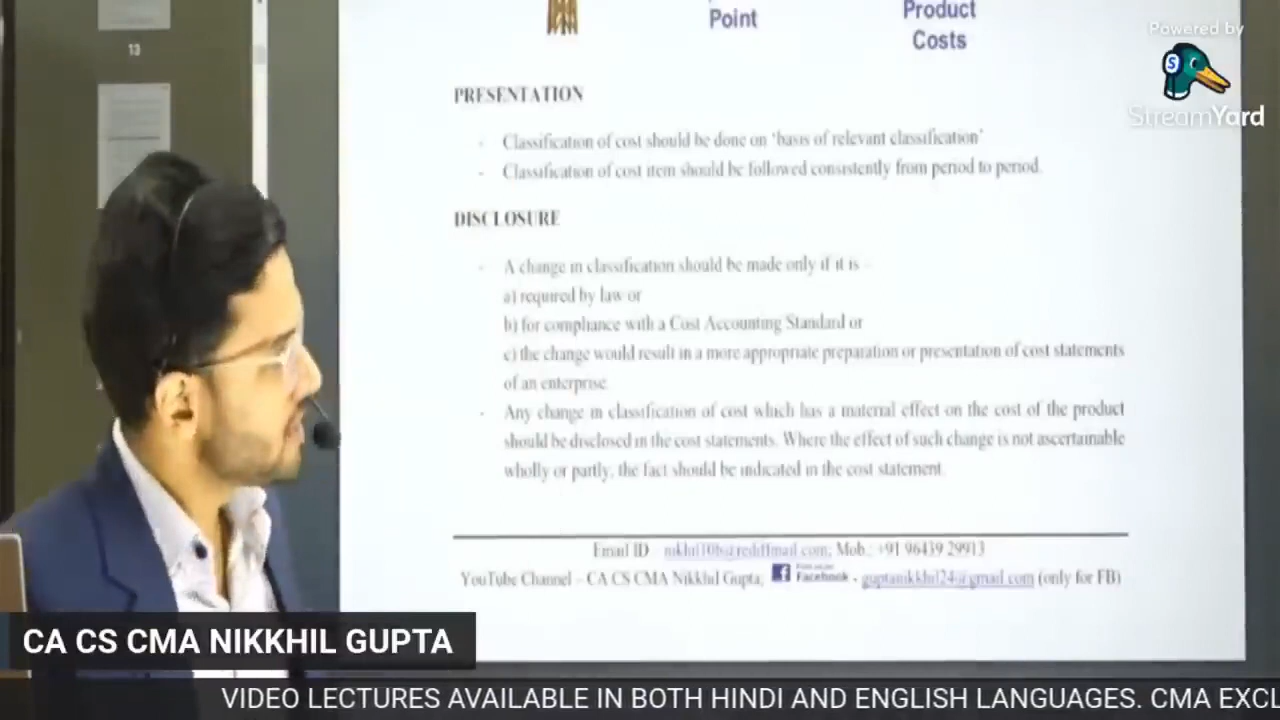 13
Point
Product
Costs
Powered by
StreamYard
PRESENTATION
- Classification of cost should be done on 'basis of relevant classification'
- Classification of cost item should be followed consistently from period to period.
DISCLOSURE
- A change in classification should be made only if it is –
a) required by law or
b) for compliance with a Cost Accounting Standard or
c) the change would result in a more appropriate preparation or presentation of cost statements
of an enterprise
- Any change in classification of cost which has a material effect on the cost of the product
should be disclosed in the cost statements. Where the effect of such change is not ascertainable
wholly or partly, the fact should be indicated in the cost statement.
Email ID Mob.: +91 96439 29913
YouTube Channel – CA CS CMA Nikkhil Gupta, Facebook - guptanikkhil24@gmail.com (only for FB)
CA CS CMA NIKKHIL GUPTA
VIDEO LECTURES AVAILABLE IN BOTH HINDI AND ENGLISH LANGUAGES. CMA EXCL